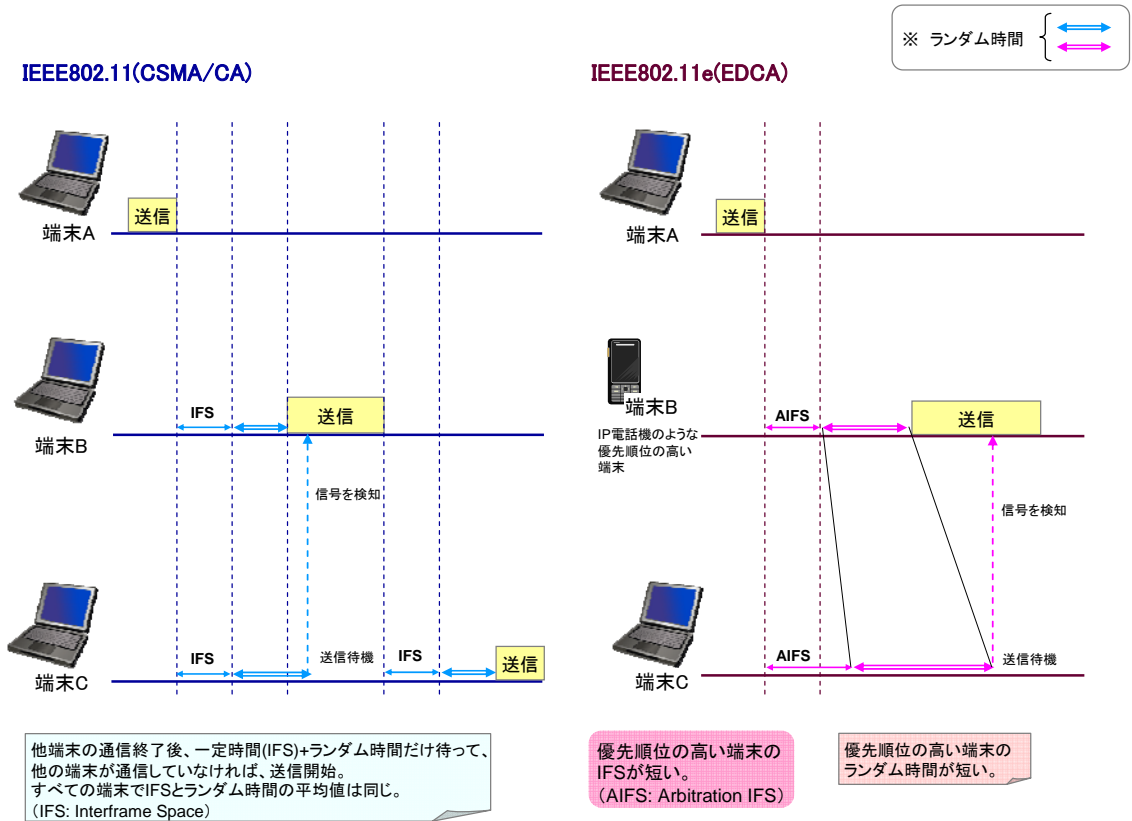 ※ ランダム時間
IEEE802.11(CSMA/CA)
IEEE802.11e(EDCA)
送信
端末A
IFS
送信
端末B
信号を検知
IFS
送信待機
IFS
送信
端末C
他端末の通信終了後、一定時間(IFS)+ランダム時間だけ待って、
他の端末が通信していなければ、送信開始。
すべての端末でIFSとランダム時間の平均値は同じ。
(IFS: Interframe Space)
送信
端末A
端末B
AIFS
送信
IP電話機のような
優先順位の高い
端末
信号を検知
AIFS
送信待機
端末C
優先順位の高い端末の
IFSが短い。
(AIFS: Arbitration IFS)
優先順位の高い端末の
ランダム時間が短い。